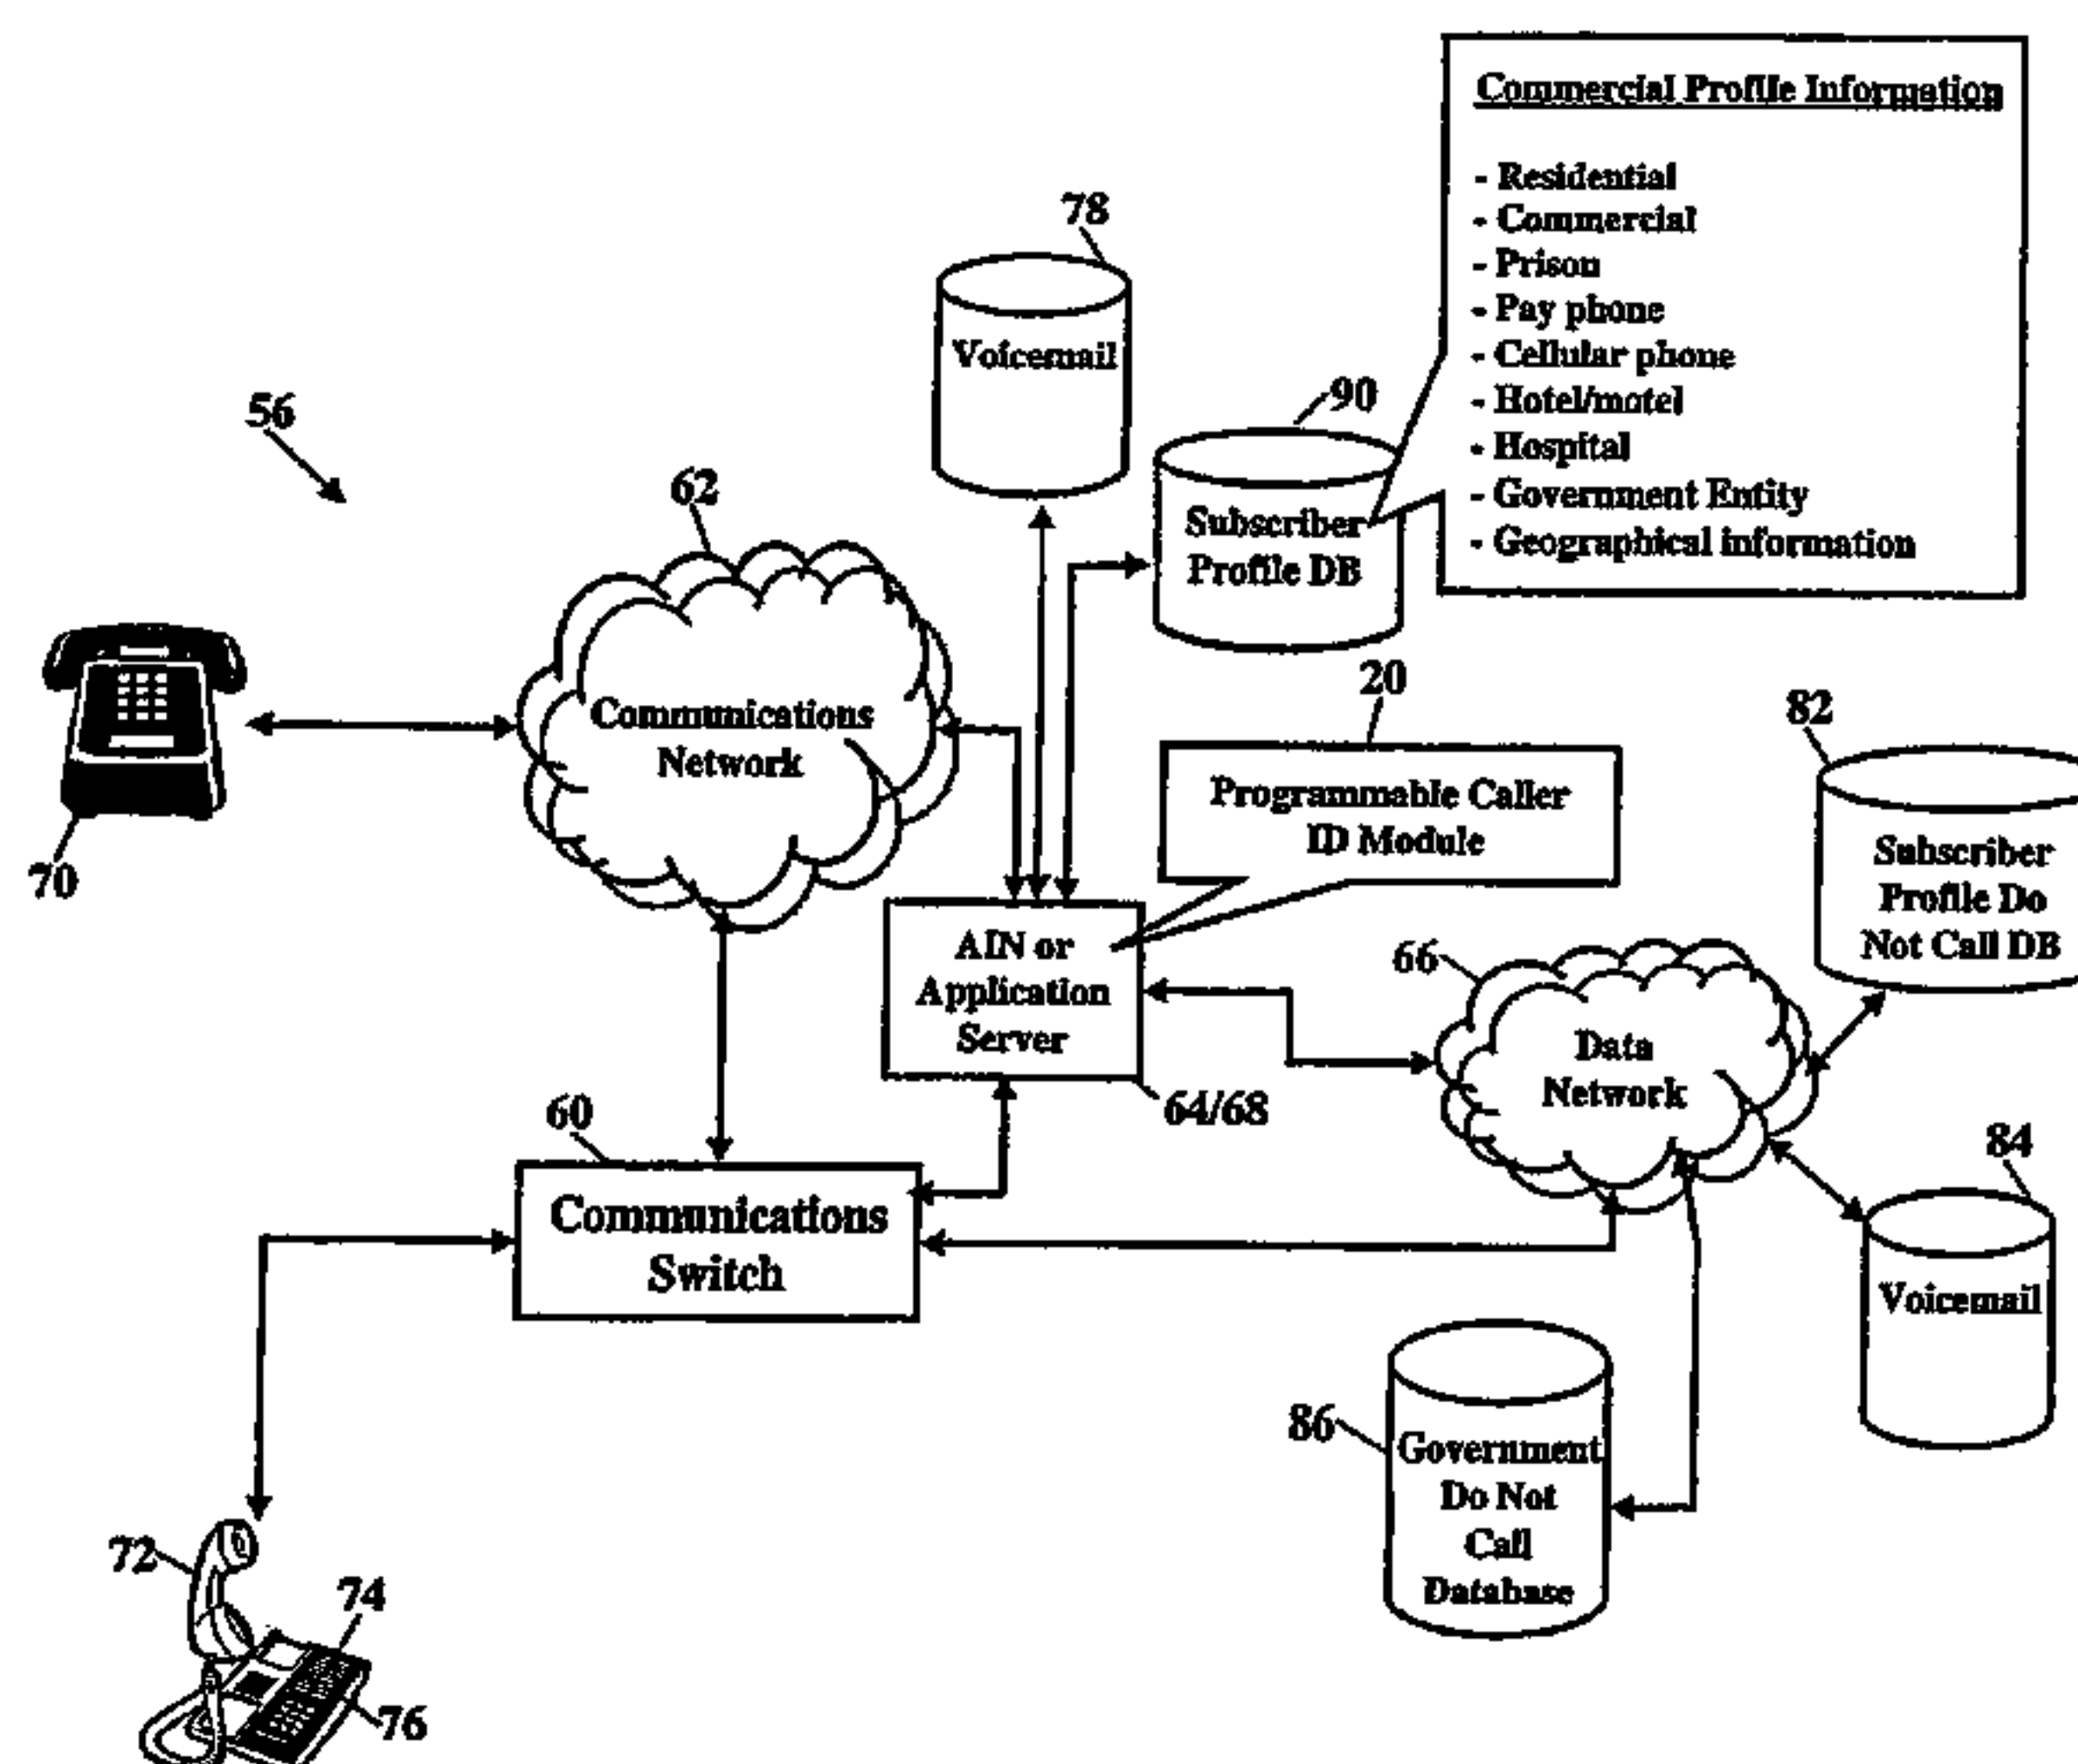 Commercial Profile Information
- Residential
- Commercial
- Prison
- Pay phone
- Cellular phone
- Hotel/motel
- Hospital
- Government Entity
- Geographical information
78
Voicemail
90
Subscriber
Profile DB
56
62
Communications
Network
70
20
Programmable Caller
ID Module
82
Subscriber
Profile Do
Not Call DB
AIN or
Application
Server
64/68
66
Data
Network
60
Communications
Switch
84
Voicemail
86
Government
Do Not
Call
Database
72
74
76